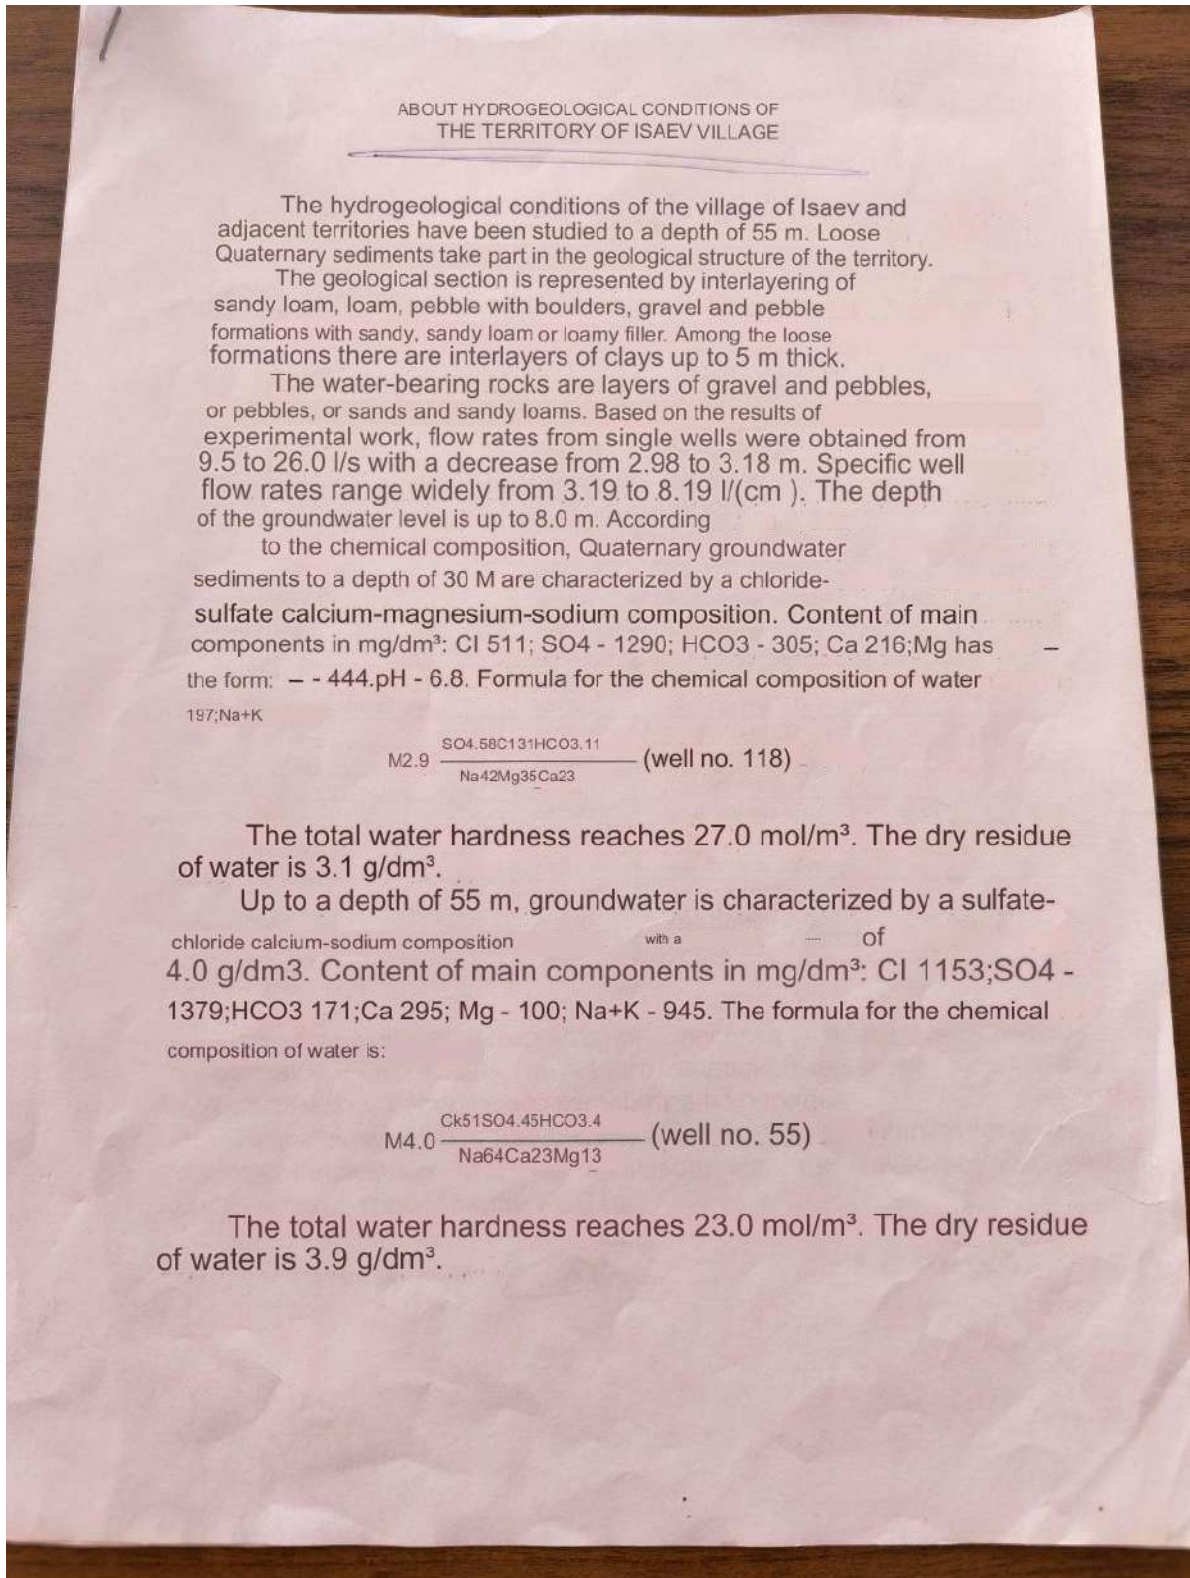 ABOUT HYDROGEOLOGICAL CONDITIONS OF
THE TERRITORY OF ISAEV VILLAGE
The hydrogeological conditions of the village of Isaev and
adjacent territories have been studied to a depth of 55 m. Loose
Quaternary sediments take part in the geological structure of the territory.
The geological section is represented by interlayering of
sandy loam, loam, pebble with boulders, gravel and pebble
formations with sandy, sandy loam or loamy filler. Among the loose
formations there are interlayers of clays up to 5 m thick.
The water-bearing rocks are layers of gravel and pebbles,
or pebbles, or sands and sandy loams. Based on the results of
experimental work, flow rates from single wells were obtained from
9.5 to 26.0 l/s with a decrease from 2.98 to 3.18 m. Specific well
flow rates range widely from 3.19 to 8.19 l/(cm ). The depth
of the groundwater level is up to 8.0 m. According
to the chemical composition, Quaternary groundwater
sediments to a depth of 30 M are characterized by a chloride-
sulfate calcium-magnesium-sodium composition. Content of main
components in mg/dm³: Cl 511; SO4 - 1290; HCO3 - 305; Ca 216;Mg has –
the form: – - 444.pH - 6.8. Formula for the chemical composition of water
197;Na+K
SO4.58C131HCO3.11
M2.9 (well no. 118)
Na42Mg35Ca23
The total water hardness reaches 27.0 mol/m³. The dry residue
of water is 3.1 g/dm³.
Up to a depth of 55 m, groundwater is characterized by a sulfate-
chloride calcium-sodium composition with a — of
4.0 g/dm3. Content of main components in mg/dm³: Cl 1153;SO4 -
1379;HCO3 171;Ca 295; Mg - 100; Na+K - 945. The formula for the chemical
composition of water is:
Ck51SO4.45HCO3.4
M4.0 (well no. 55)
Na64Ca23Mg13
The total water hardness reaches 23.0 mol/m³. The dry residue
of water is 3.9 g/dm³.